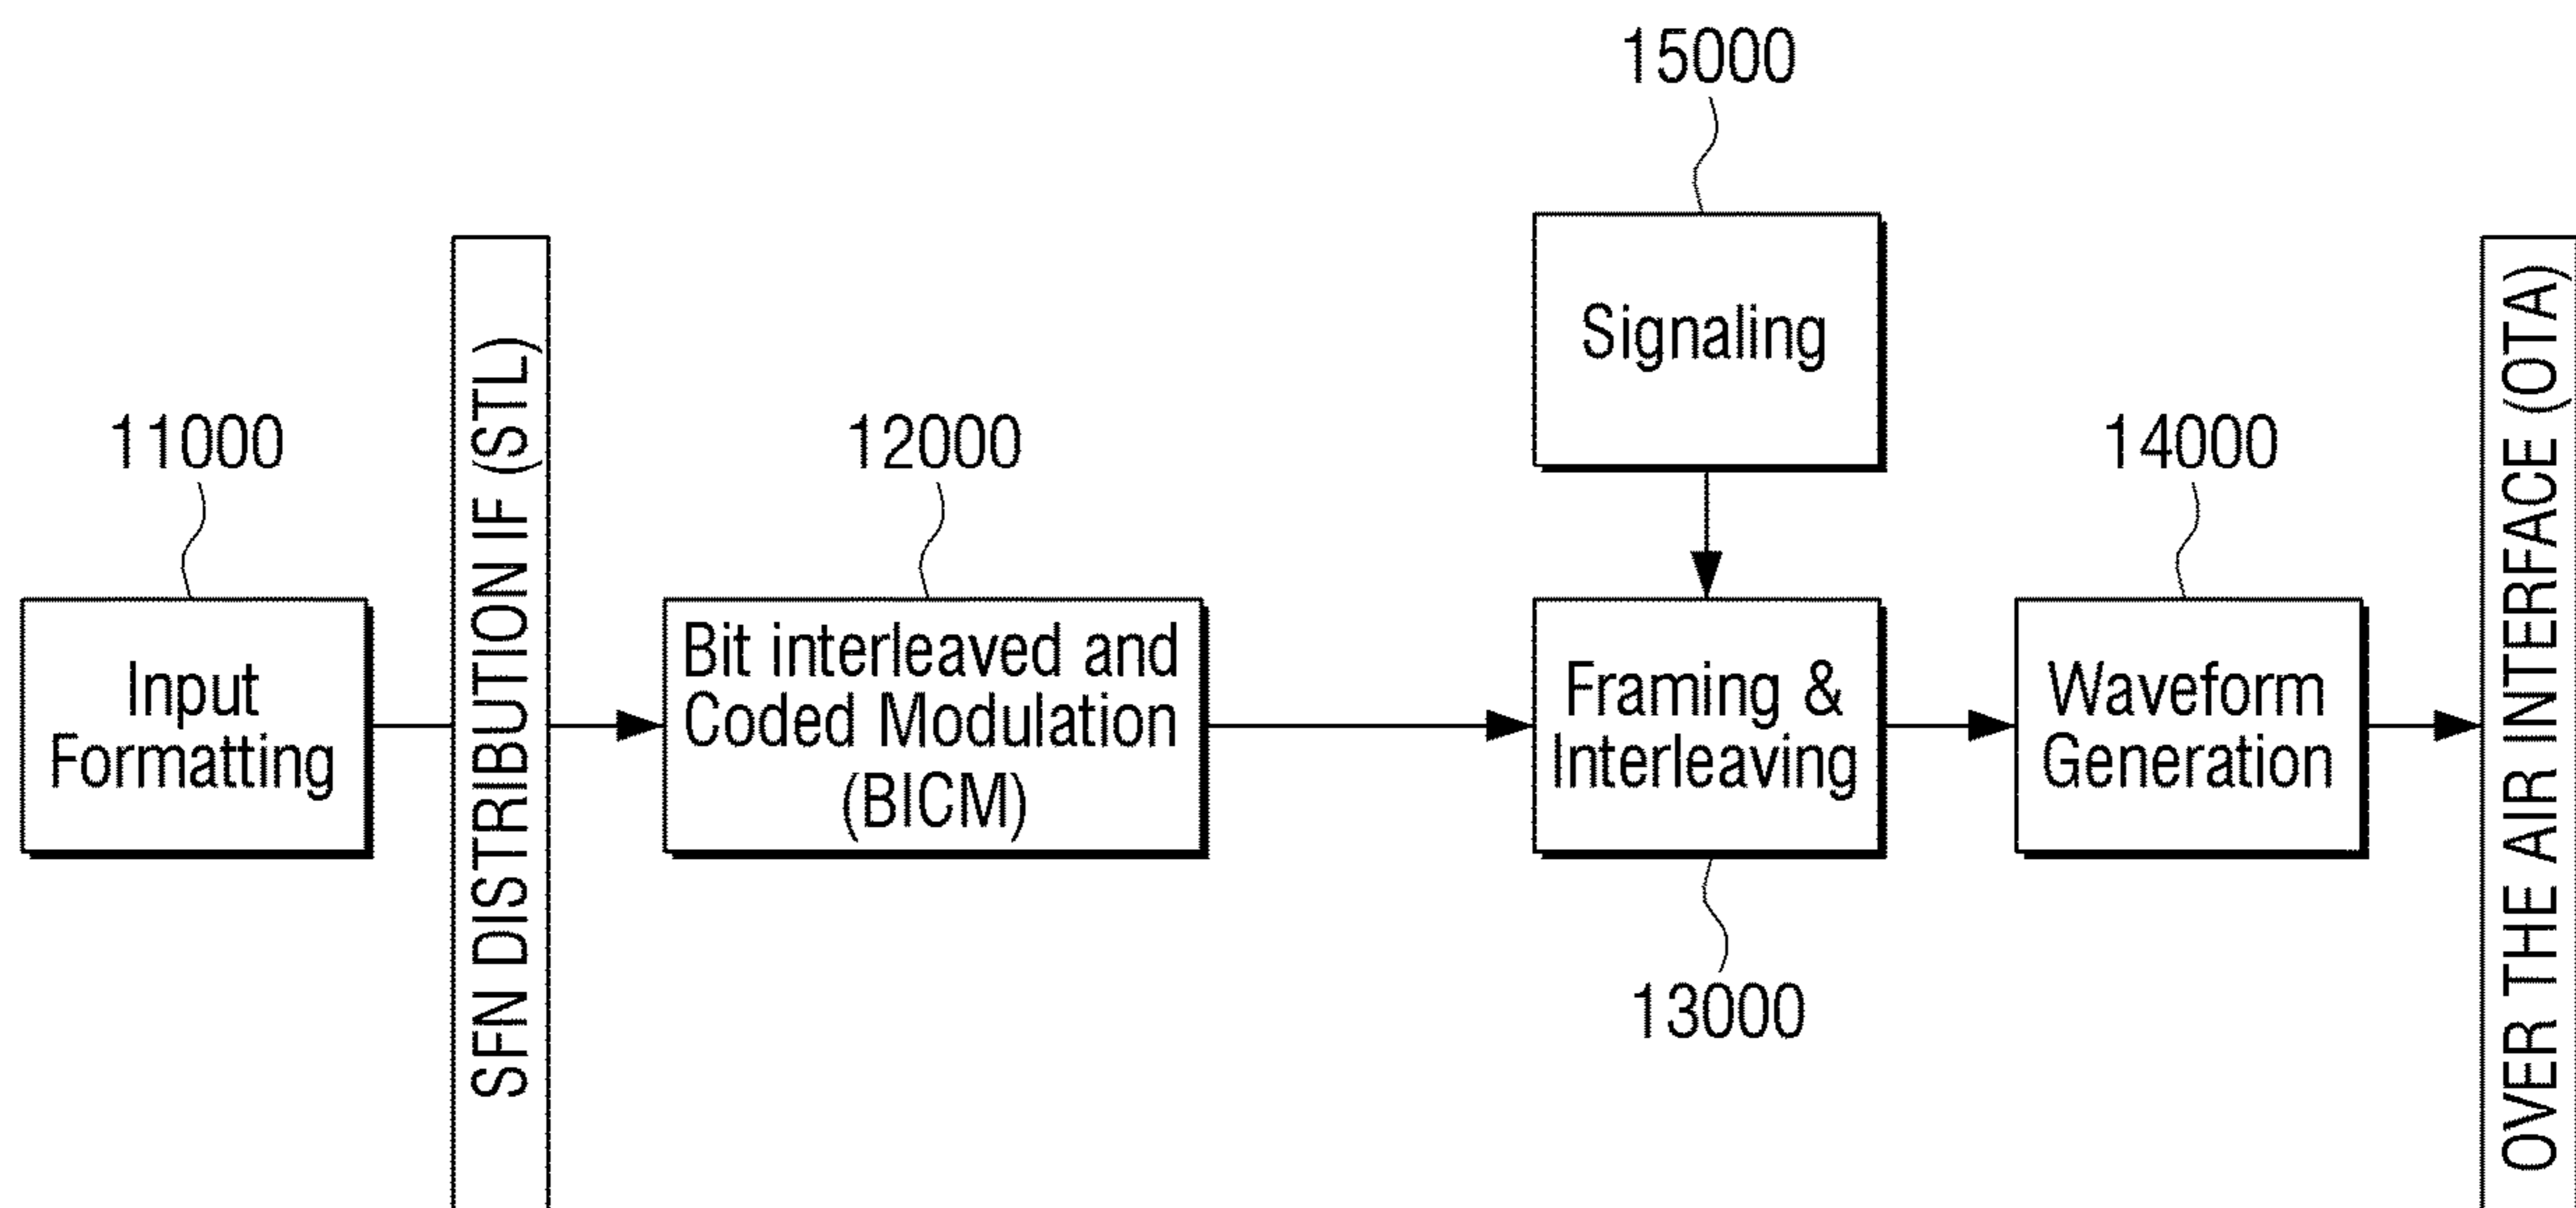 15000
Signaling
11000
Input
Formatting
SFN DISTRIBUTION IF (STL)
12000
Bit interleaved and
Coded Modulation
(BICM)
Framing &
Interleaving
13000
14000
Waveform
Generation
OVER THE AIR INTERFACE (OTA)